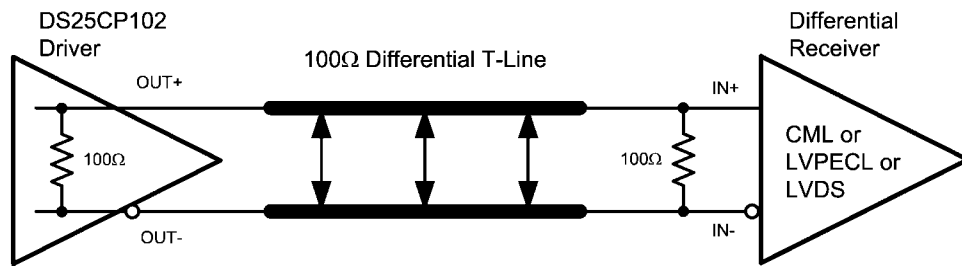 DS25CP102
Driver
Differential
Receiver
100Ω Differential T-Line
OUT+
IN+
100Ω
100Ω
CML or
LVPECL or
LVDS
OUT-
IN-